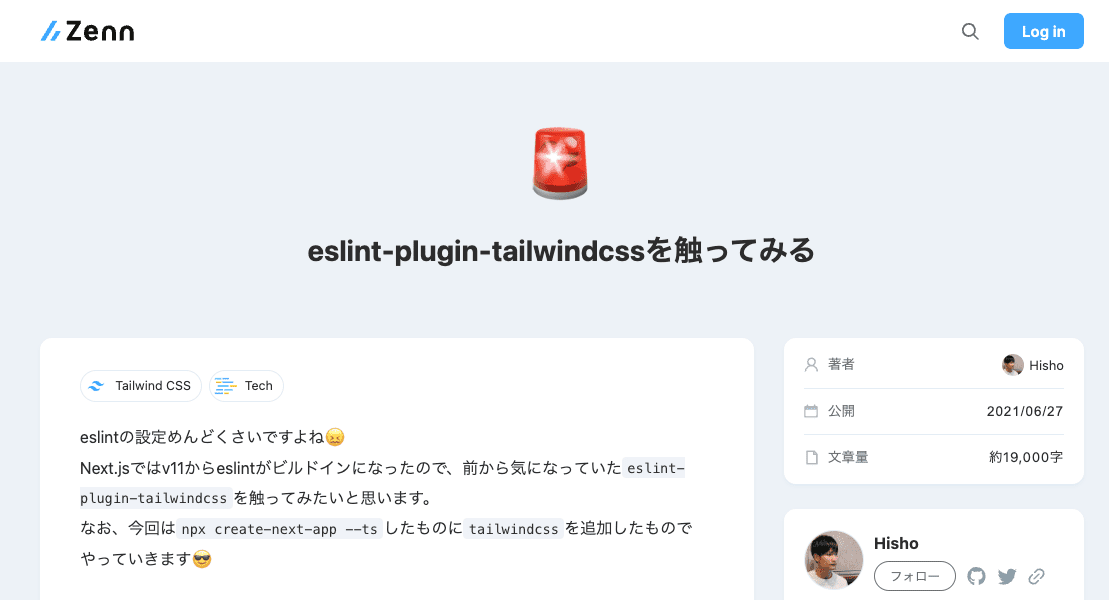 Zenn
Log in
eslint-plugin-tailwindcssを触ってみる
Tailwind CSS
Tech
eslintの設定めんどくさいですよね😖
Next.jsではv11からeslintがビルドインになったので、前から気になっていた eslint-
plugin-tailwindcss を触ってみたいと思います。
なお、今回は npx create-next-app --ts したものに tailwindcss を追加したもので
やっていきます😎
著者 Hisho
公開 2021/06/27
文章量 約19,000字
Hisho
フォロー